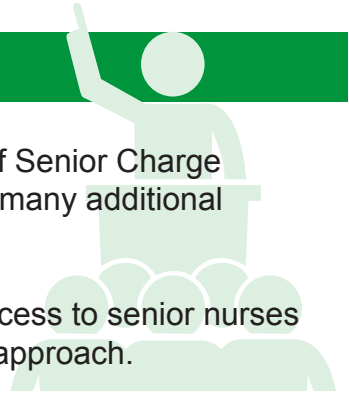 f Senior Charge
many additional
cess to senior nurses
approach.